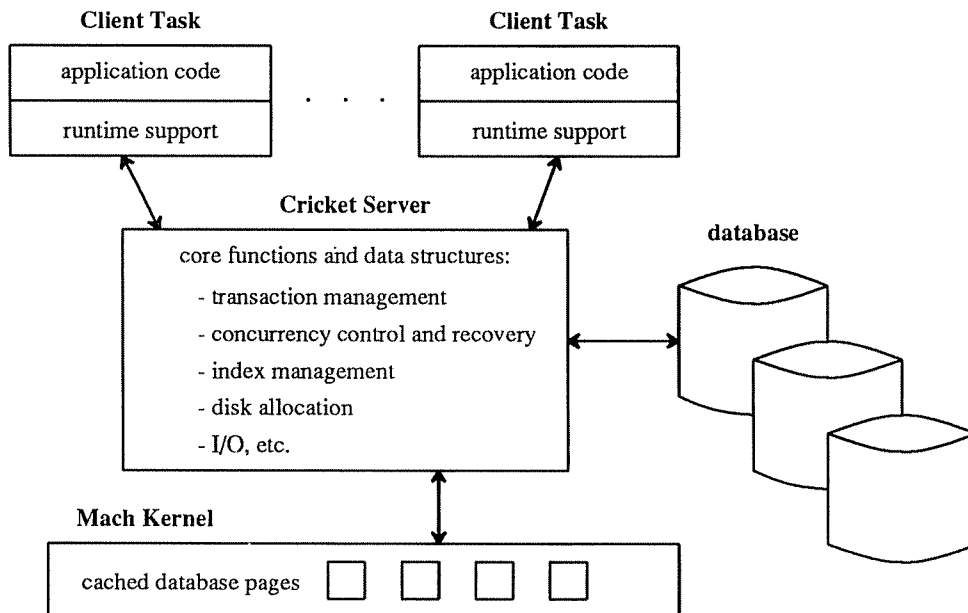 Client Task
Client Task
application code
application code
. . .
runtime support
runtime support
Cricket Server
database
core functions and data structures:
- transaction management
- concurrency control and recovery
- index management
- disk allocation
- I/O, etc.
Mach Kernel
cached database pages